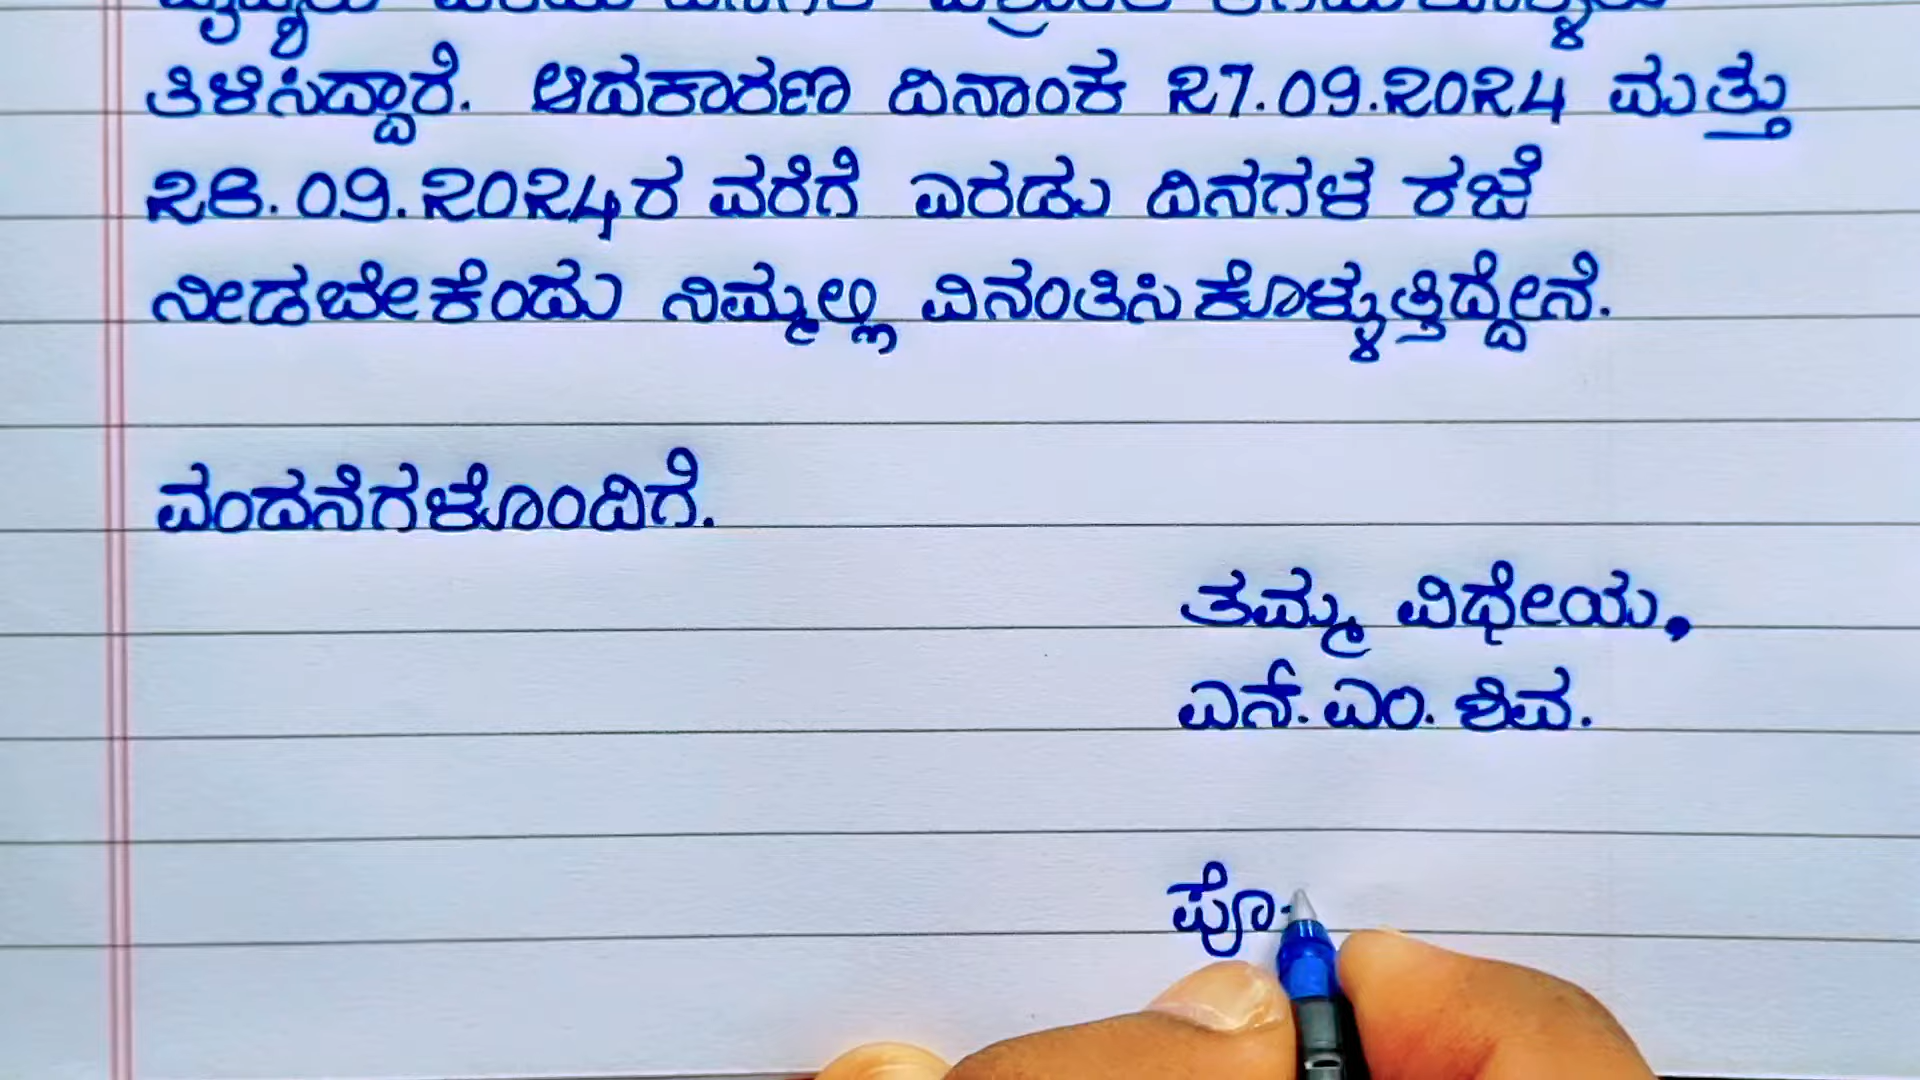 ತಿಳಿಸಿದ್ದಾರೆ. ಆದಕಾರಣ ದಿನಾಂಕ 27.09.2024 ಮತ್ತು
28.09.2024ರ ವರೆಗೆ ಎರಡು ದಿನಗಳ ರಜೆ
ನೀಡಬೇಕೆಂದು ನಿಮ್ಮಲ್ಲಿ ವಿನಂತಿಸಿಕೊಳ್ಳುತ್ತಿದ್ದೇನೆ.
ವಂದನೆಗಳೊಂದಿಗೆ.
ತಮ್ಮ ವಿಧೇಯ,
ಎನ್. ಎಂ. ಶಿವ.
ಪೊ